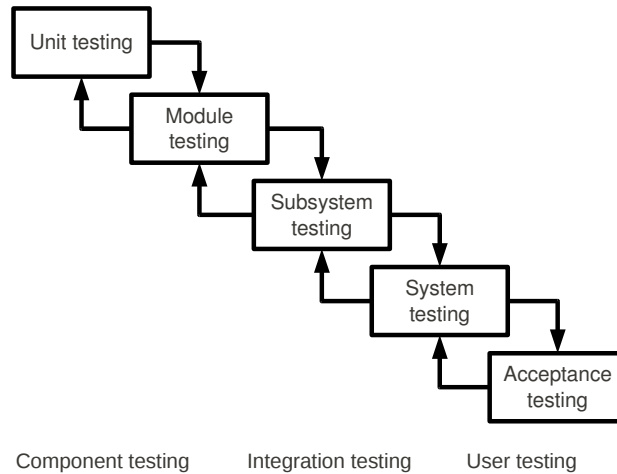 Unit testing
Module
testing
Subsystem
testing
System
testing
Acceptance
testing
Component testing
Integration testing
User testing